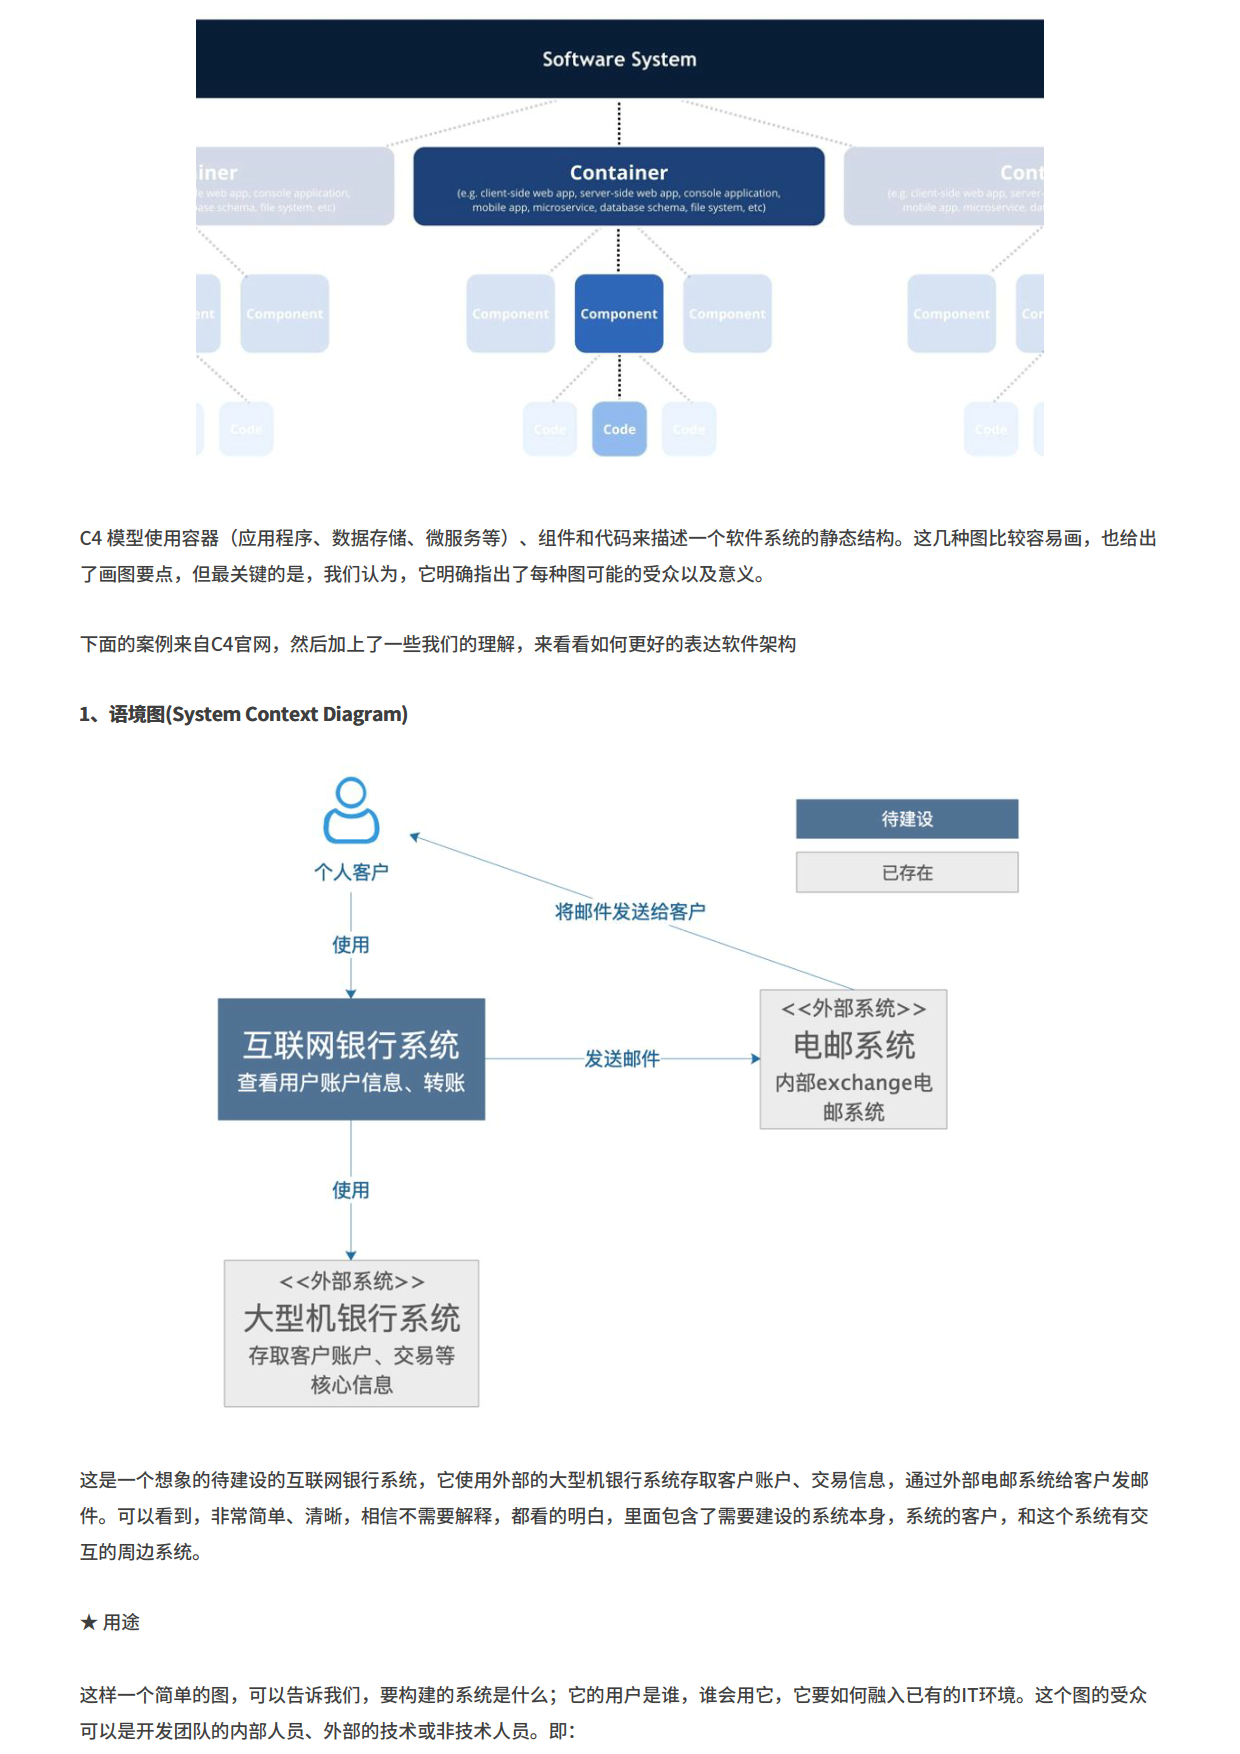 Software System
iner
Container
Cont
e web app, console application,
(e.g. client-side web app, server-side web app, console application,
(e.g. client-side web app, server-
ase schema, file system, etc)
mobile app, microservice, database schema, file system, etc)
mobile app, microservice, da
ent
Component
Component
Component
Component
Component
Cor
Code
Code
Code
Code
Code
C4 模型使用容器（应用程序、数据存储、微服务等）、组件和代码来描述一个软件系统的静态结构。这几种图比较容易画，也给出
了画图要点，但最关键的是，我们认为，它明确指出了每种图可能的受众以及意义。
下面的案例来自C4官网，然后加上了一些我们的理解，来看看如何更好的表达软件架构
1、语境图(System Context Diagram)
待建设
已存在
个人客户
将邮件发送给客户
使用
互联网银行系统
查看用户账户信息、转账
发送邮件
<<外部系统>>
电邮系统
内部exchange电
邮系统
使用
<<外部系统>>
大型机银行系统
存取客户账户、交易等
核心信息
这是一个想象的待建设的互联网银行系统，它使用外部的大型机银行系统存取客户账户、交易信息，通过外部电邮系统给客户发邮
件。可以看到，非常简单、清晰，相信不需要解释，都看的明白，里面包含了需要建设的系统本身，系统的客户，和这个系统有交
互的周边系统。
★ 用途
这样一个简单的图，可以告诉我们，要构建的系统是什么；它的用户是谁，谁会用它，它要如何融入已有的IT环境。这个图的受众
可以是开发团队的内部人员、外部的技术或非技术人员。即：